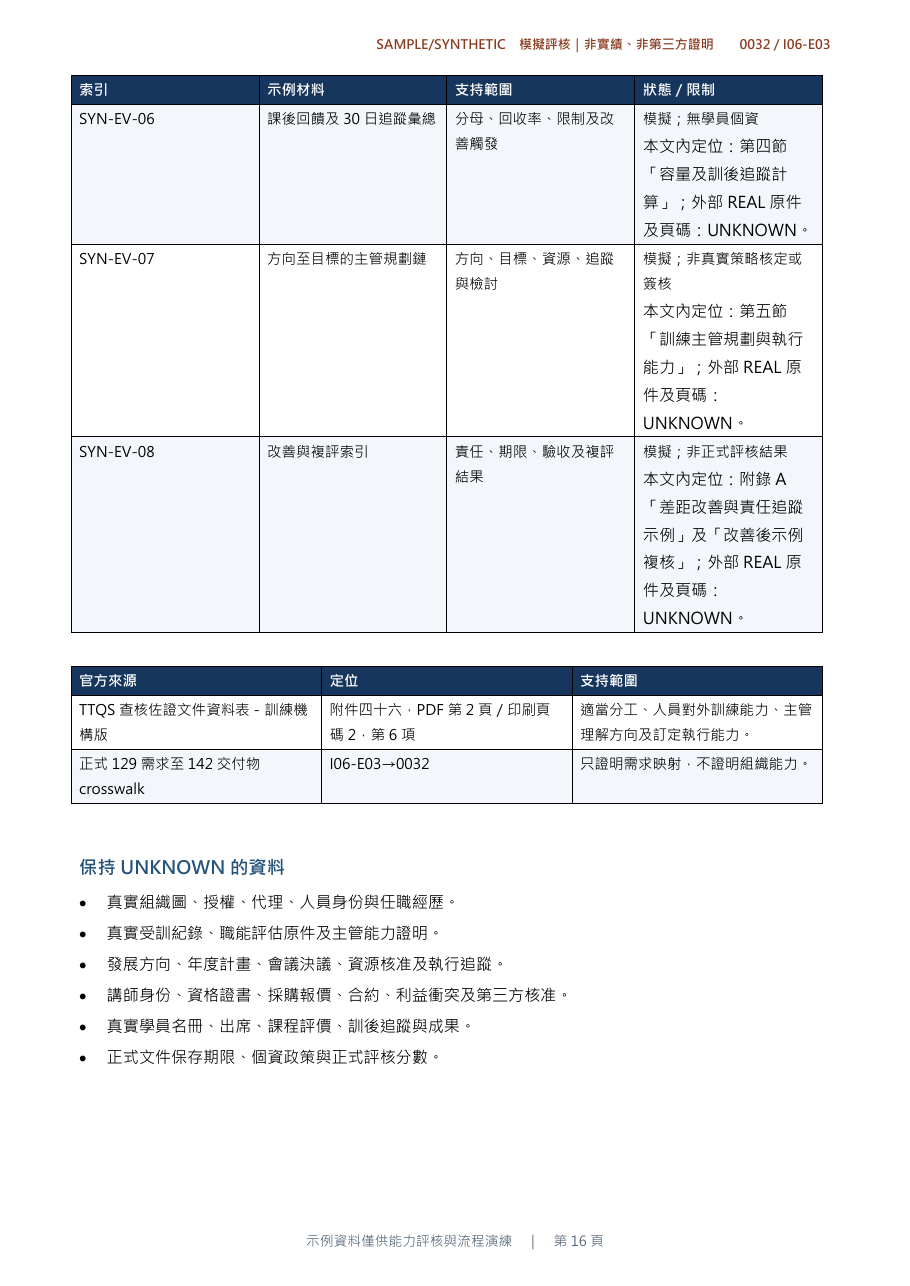 SAMPLE/SYNTHETIC 模擬評核｜非實績、非第三方證明 0032 / I06-E03
索引 示例材料 支持範圍 狀態 / 限制
SYN-EV-06 課後回饋及 30 日追蹤彙總 分母、回收率、限制及改 模擬；無學員個資
善觸發 本文內定位：第四節
「容量及訓後追蹤計
算」；外部 REAL 原件
及頁碼：UNKNOWN。
SYN-EV-07 方向至目標的主管規劃鏈 方向、目標、資源、追蹤 模擬；非真實策略核定或
與檢討 簽核
本文內定位：第五節
「訓練主管規劃與執行
能力」；外部 REAL 原
件及頁碼：
UNKNOWN。
SYN-EV-08 改善與複評索引 責任、期限、驗收及複評 模擬；非正式評核結果
結果 本文內定位：附錄 A
「差距改善與責任追蹤
示例」及「改善後示例
複核」；外部 REAL 原
件及頁碼：
UNKNOWN。
官方來源 定位 支持範圍
TTQS 查核佐證文件資料表－訓練機 附件四十六，PDF 第 2 頁 / 印刷頁 適當分工、人員對外訓練能力、主管
構版 碼 2，第 6 項 理解方向及訂定執行能力。
正式 129 需求至 142 交付物 I06-E03→0032 只證明需求映射，不證明組織能力。
crosswalk
保持 UNKNOWN 的資料
• 真實組織圖、授權、代理、人員身份與任職經歷。
• 真實受訓紀錄、職能評估原件及主管能力證明。
• 發展方向、年度計畫、會議決議、資源核准及執行追蹤。
• 講師身份、資格證書、採購報價、合約、利益衝突及第三方核准。
• 真實學員名冊、出席、課程評價、訓後追蹤與成果。
• 正式文件保存期限、個資政策與正式評核分數。
示例資料僅供能力評核與流程演練 ｜ 第 16 頁